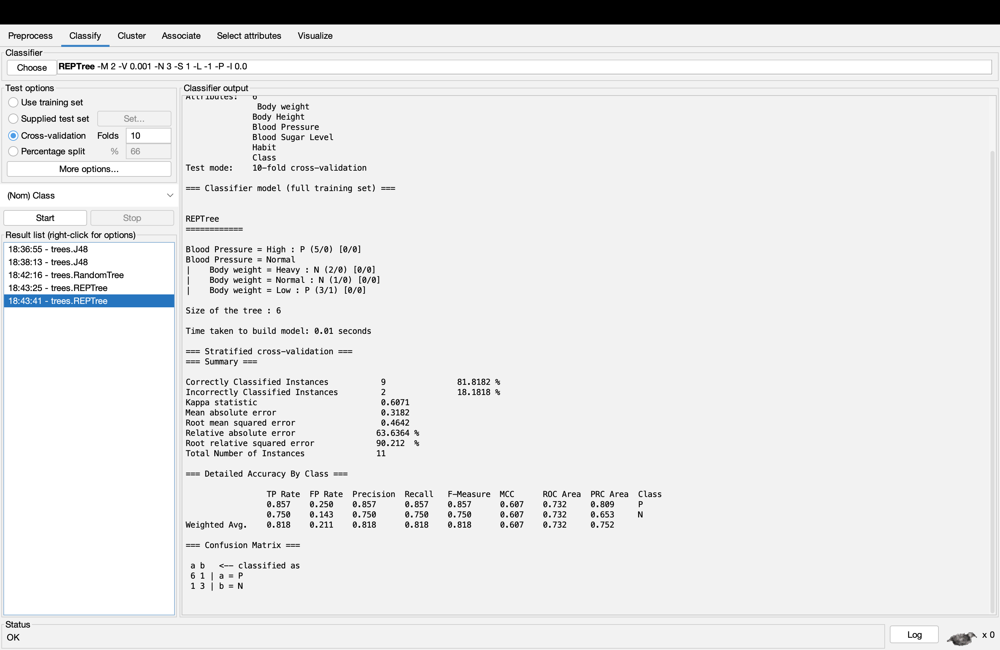 Preprocess Classify Cluster Associate Select attributes Visualize
Classifier
Choose REPTree -M 2 -V 0.001 -N 3 -S 1 -L -1 -P -I 0.0
Test options
Use training set
Supplied test set Set...
Cross-validation Folds 10
Percentage split % 66
More options...
(Nom) Class
Start Stop
Result list (right-click for options)
18:36:55 - trees.J48
18:38:13 - trees.J48
18:42:16 - trees.RandomTree
18:43:25 - trees.REPTree
18:43:41 - trees.REPTree
Classifier output
Attributes: 6
Body weight
Body Height
Blood Pressure
Blood Sugar Level
Habit
Class
Test mode: 10-fold cross-validation
=== Classifier model (full training set) ===
REPTree
============
Blood Pressure = High : P (5/0) [0/0]
Blood Pressure = Normal
| Body weight = Heavy : N (2/0) [0/0]
| Body weight = Normal : N (1/0) [0/0]
| Body weight = Low : P (3/1) [0/0]
Size of the tree : 6
Time taken to build model: 0.01 seconds
=== Stratified cross-validation ===
=== Summary ===
Correctly Classified Instances 9 81.8182 %
Incorrectly Classified Instances 2 18.1818 %
Kappa statistic 0.6071
Mean absolute error 0.3182
Root mean squared error 0.4642
Relative absolute error 63.6364 %
Root relative squared error 90.212 %
Total Number of Instances 11
=== Detailed Accuracy By Class ===
TP Rate FP Rate Precision Recall F-Measure MCC ROC Area PRC Area Class
0.857 0.250 0.857 0.857 0.857 0.607 0.732 0.809 P
0.750 0.143 0.750 0.750 0.750 0.607 0.732 0.653 N
Weighted Avg. 0.818 0.211 0.818 0.818 0.818 0.607 0.732 0.752
=== Confusion Matrix ===
a b <-- classified as
6 1 | a = P
1 3 | b = N
Status
OK
Log x 0